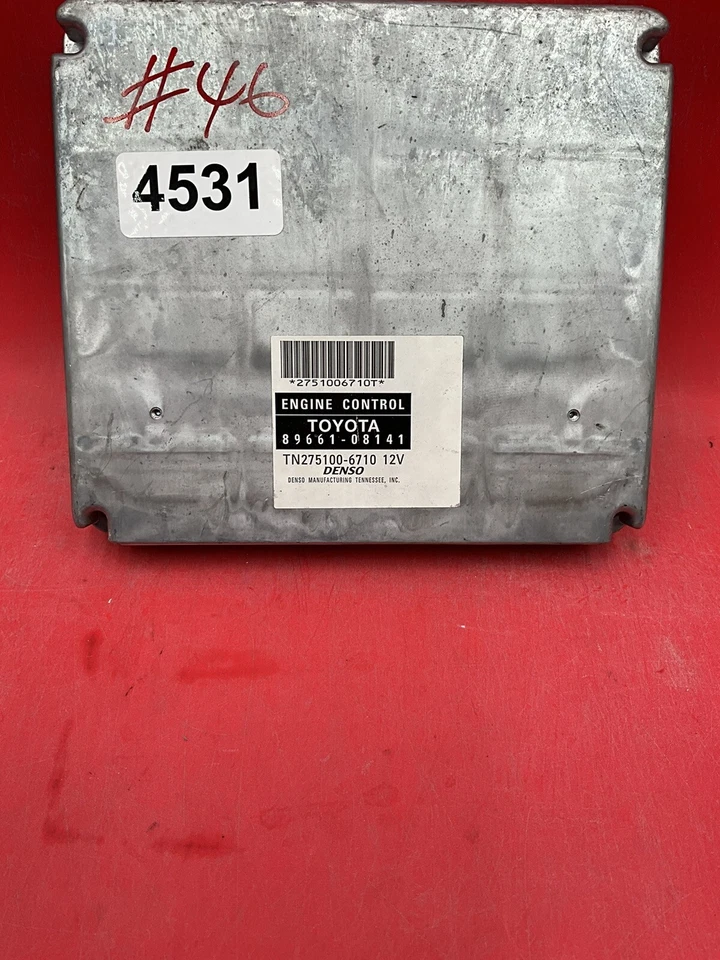 #46
4531
*2751006710T*
ENGINE CONTROL
TOYOTA
89661-08141
TN275100-6710 12V
DENSO
DENSO MANUFACTURING TENNESSEE, INC.